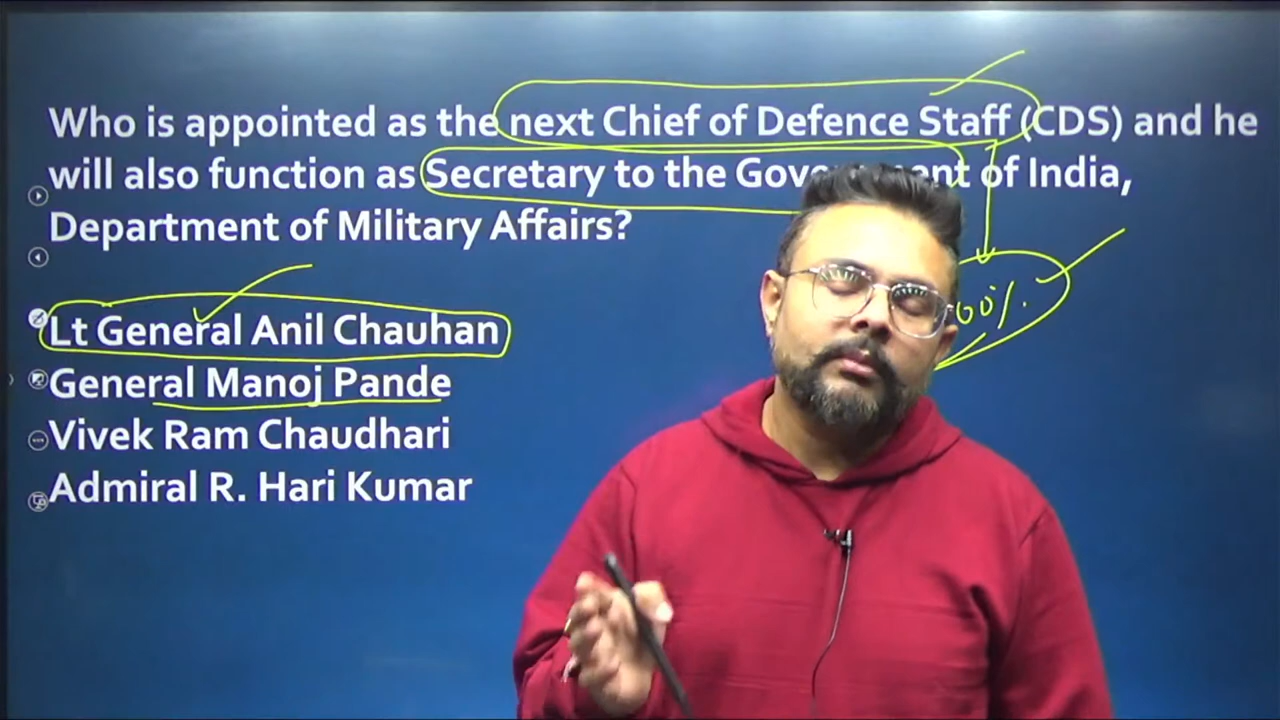 Who is appointed as the next Chief of Defence Staff (CDS) and he
will also function as Secretary to the of India,
Department of Military Affairs?
Lt General Anil Chauhan
General Manoj Pande
Vivek Ram Chaudhari
Admiral R. Hari Kumar